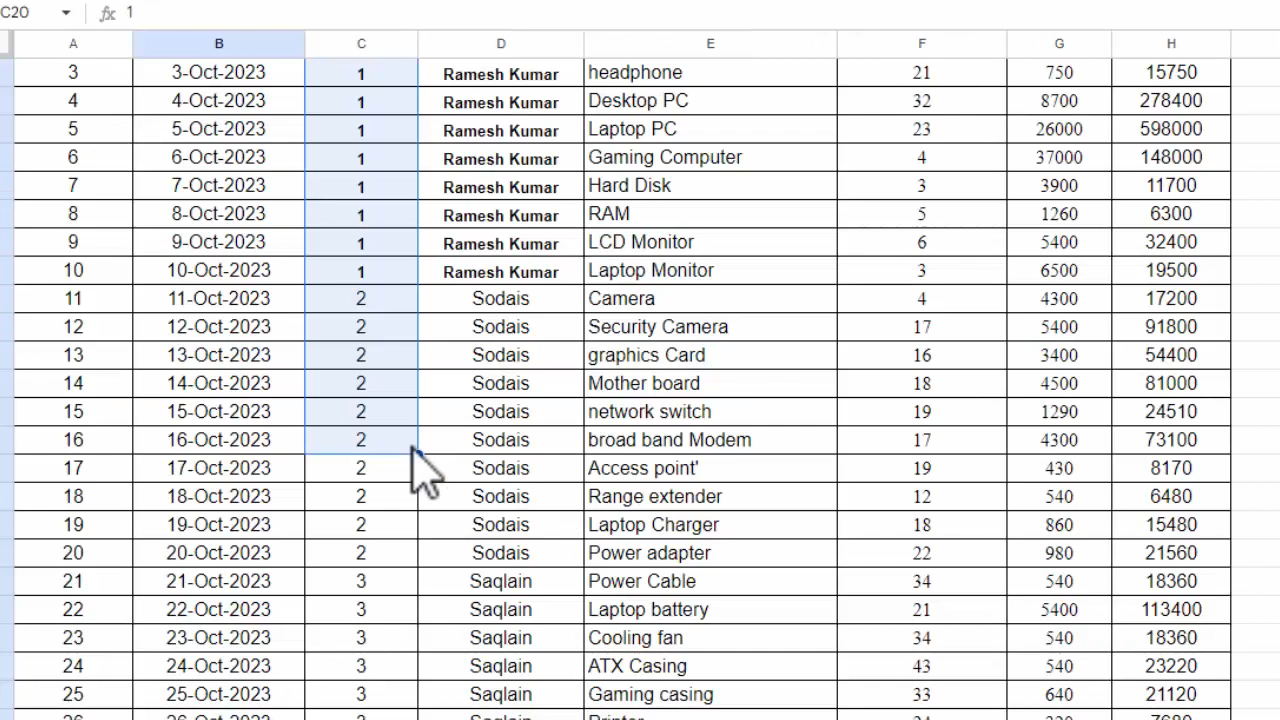 C20 fx 1
A B C D E F G H
3 3-Oct-2023 1 Ramesh Kumar headphone 21 750 15750
4 4-Oct-2023 1 Ramesh Kumar Desktop PC 32 8700 278400
5 5-Oct-2023 1 Ramesh Kumar Laptop PC 23 26000 598000
6 6-Oct-2023 1 Ramesh Kumar Gaming Computer 4 37000 148000
7 7-Oct-2023 1 Ramesh Kumar Hard Disk 3 3900 11700
8 8-Oct-2023 1 Ramesh Kumar RAM 5 1260 6300
9 9-Oct-2023 1 Ramesh Kumar LCD Monitor 6 5400 32400
10 10-Oct-2023 1 Ramesh Kumar Laptop Monitor 3 6500 19500
11 11-Oct-2023 2 Sodais Camera 4 4300 17200
12 12-Oct-2023 2 Sodais Security Camera 17 5400 91800
13 13-Oct-2023 2 Sodais graphics Card 16 3400 54400
14 14-Oct-2023 2 Sodais Mother board 18 4500 81000
15 15-Oct-2023 2 Sodais network switch 19 1290 24510
16 16-Oct-2023 2 Sodais broad band Modem 17 4300 73100
17 17-Oct-2023 2 Sodais Access point' 19 430 8170
18 18-Oct-2023 2 Sodais Range extender 12 540 6480
19 19-Oct-2023 2 Sodais Laptop Charger 18 860 15480
20 20-Oct-2023 2 Sodais Power adapter 22 980 21560
21 21-Oct-2023 3 Saqlain Power Cable 34 540 18360
22 22-Oct-2023 3 Saqlain Laptop battery 21 5400 113400
23 23-Oct-2023 3 Saqlain Cooling fan 34 540 18360
24 24-Oct-2023 3 Saqlain ATX Casing 43 540 23220
25 25-Oct-2023 3 Saqlain Gaming casing 33 640 21120